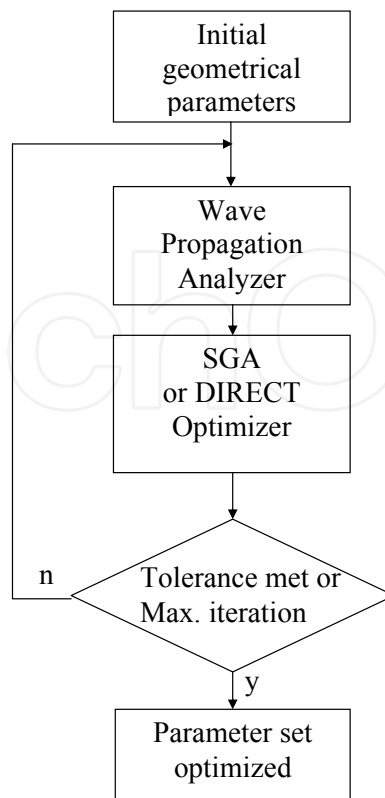 Initial
geometrical
parameters
Wave
Propagation
Analyzer
SGA
or DIRECT
Optimizer
n
Tolerance met or
Max. iteration
y
Parameter set
optimized